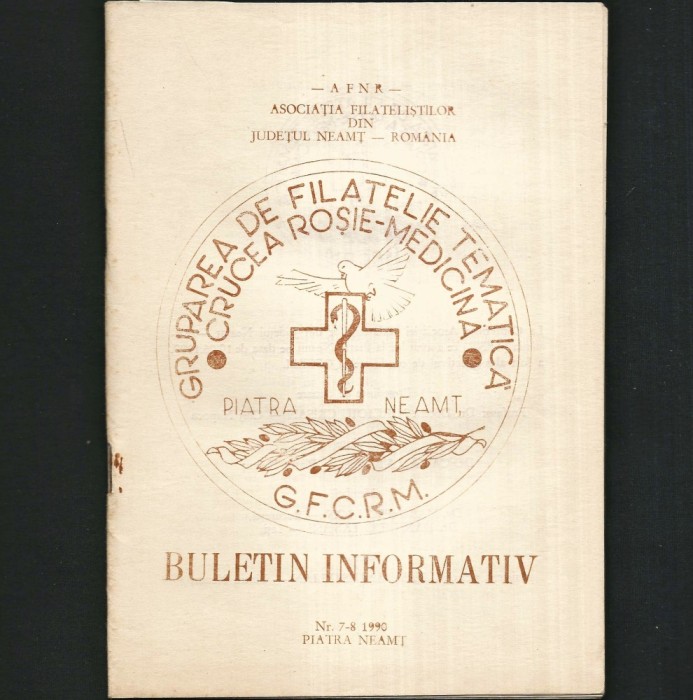 — A F N R —
ASOCIAȚIA FILATELIȘTILOR
DIN
JUDEȚUL NEAMȚ — ROMÂNIA
GRUPAREA DE FILATELIE TEMATICĂ
• CRUCEA ROȘIE-MEDICINĂ •
PIATRA NEAMȚ
G.F.C.R.M.
BULETIN INFORMATIV
Nr. 7-8 1990
PIATRA NEAMȚ